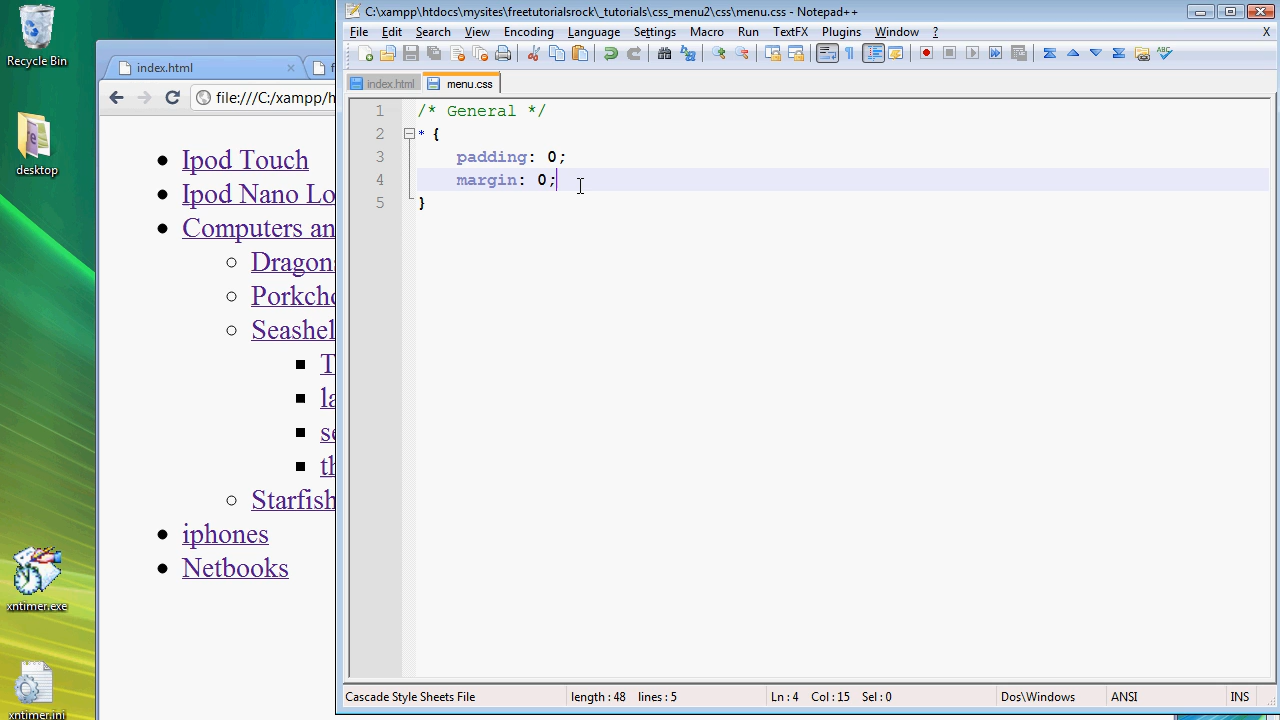 Recycle Bin
desktop
xntimer.exe
xntimer.ini
index.html
file:///C:/xampp/h
Ipod Touch
Ipod Nano Lo
Computers an
Dragon
Porkch
Seashel
T
la
se
th
Starfish
iphones
Netbooks
C:\xampp\htdocs\mysites\freetutorialsrock\_tutorials\css_menu2\css\menu.css - Notepad++
File Edit Search View Encoding Language Settings Macro Run TextFX Plugins Window ? X
index.html menu.css
1 /* General */
2 * {
3 padding: 0;
4 margin: 0;
5 }
Cascade Style Sheets File length : 48 lines : 5 Ln : 4 Col : 15 Sel : 0 Dos\Windows ANSI INS